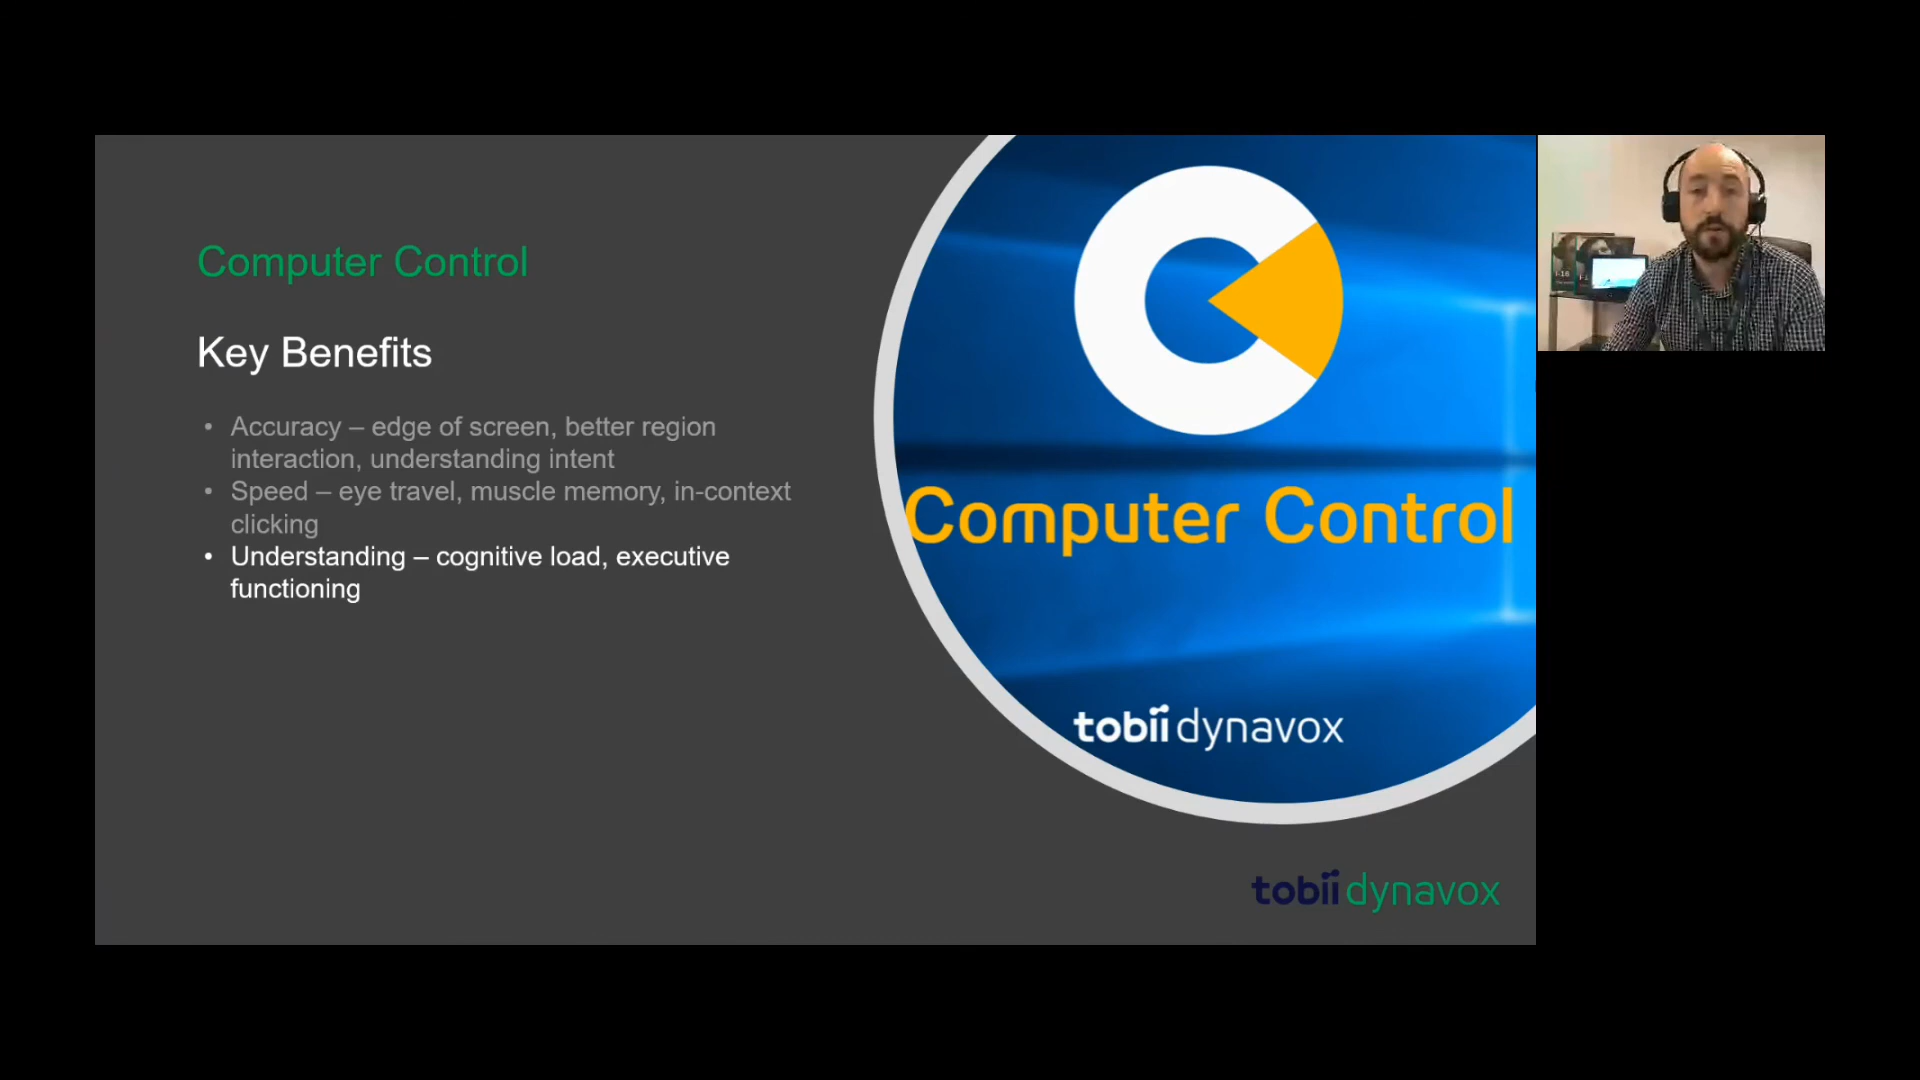 Computer Control
Key Benefits
• Accuracy – edge of screen, better region
interaction, understanding intent
• Speed – eye travel, muscle memory, in-context
clicking
• Understanding – cognitive load, executive
functioning
Computer Control
tobii dynavox
tobii dynavox